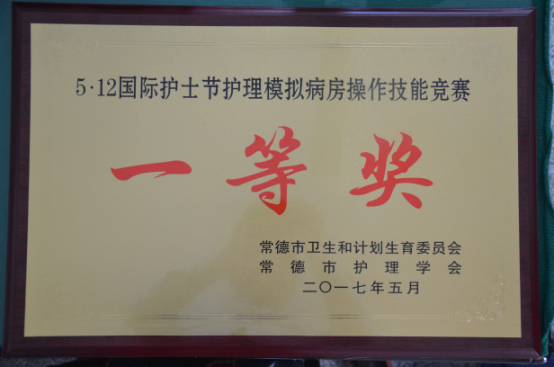 5·12国际护士节护理模拟病房操作技能竞赛
一等奖
常德市卫生和计划生育委员会
常德市护理学会
二〇一七年五月